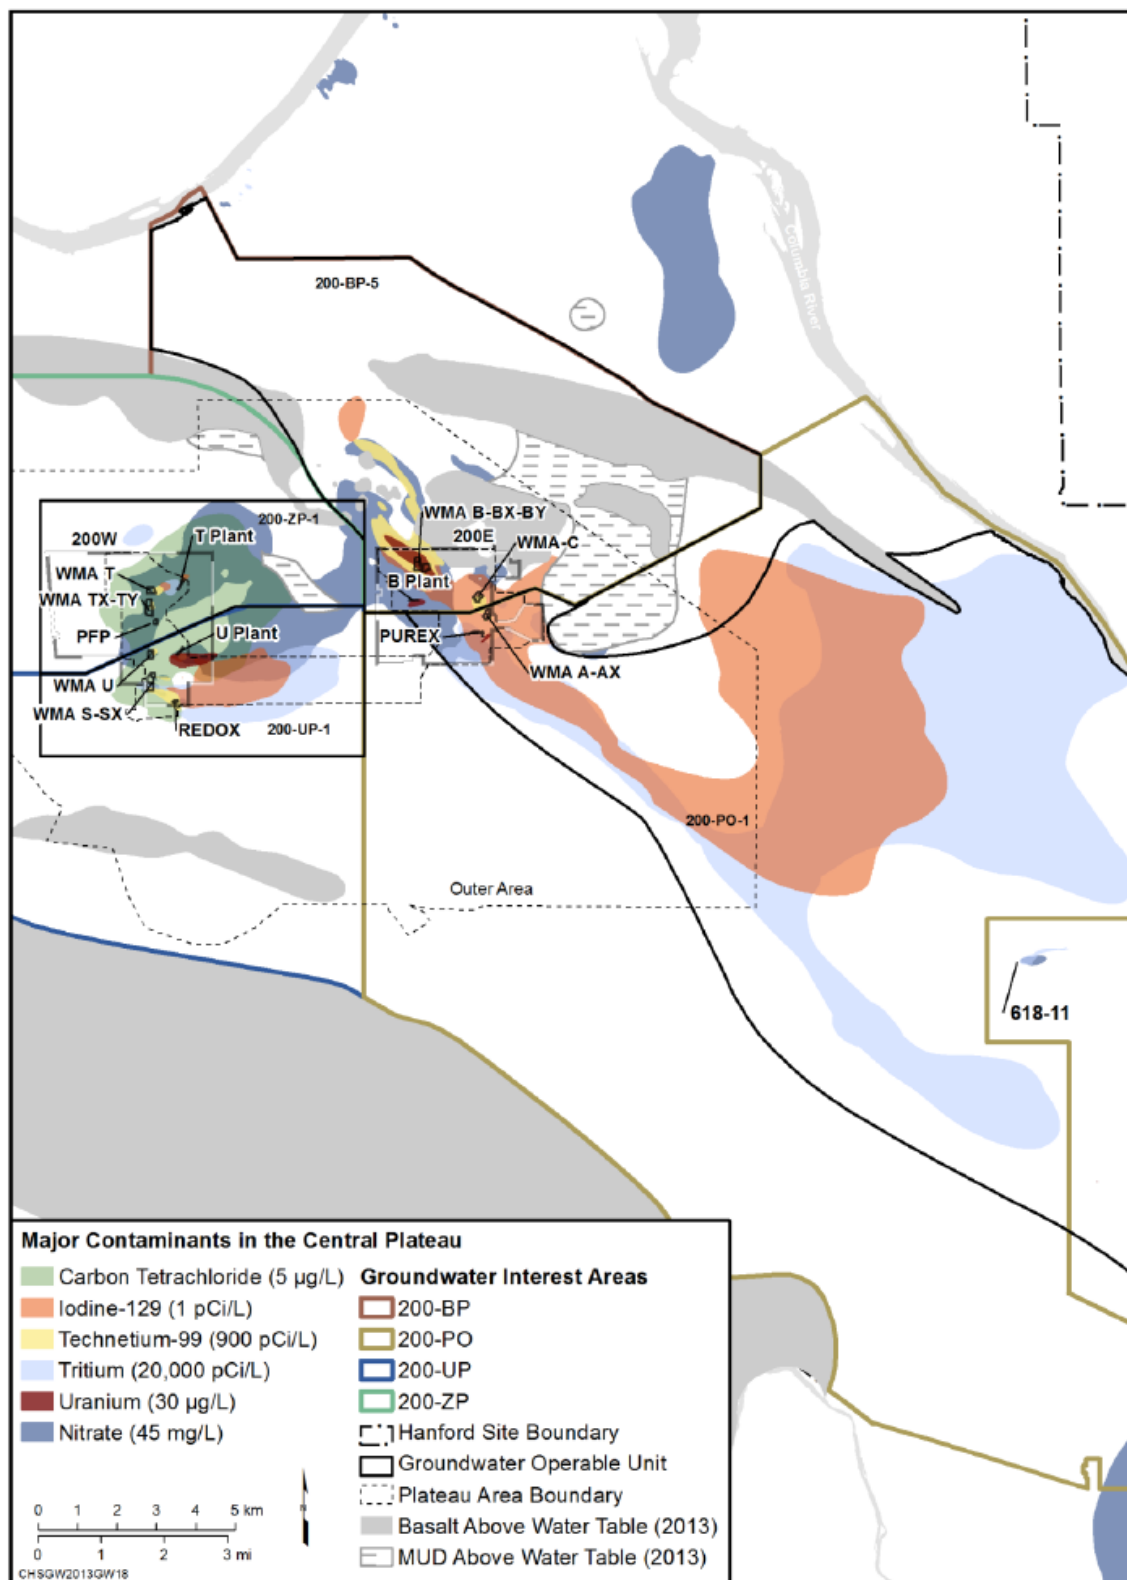 Columbia River
200-BP-5
WMA B-BX-BY
200-ZP-1
200E
200W
T Plant
WMA-C
WMA T
B Plant
WMA TX-TY
PFP
U Plant
PUREX
WMA U
WMA A-AX
WMA S-SX
REDOX
200-UP-1
200-PO-1
Outer Area
618-11
Major Contaminants in the Central Plateau
Carbon Tetrachloride (5 µg/L)
Iodine-129 (1 pCi/L)
Technetium-99 (900 pCi/L)
Tritium (20,000 pCi/L)
Uranium (30 µg/L)
Nitrate (45 mg/L)
Groundwater Interest Areas
200-BP
200-PO
200-UP
200-ZP
Hanford Site Boundary
Groundwater Operable Unit
Plateau Area Boundary
Basalt Above Water Table (2013)
MUD Above Water Table (2013)
0 1 2 3 4 5 km
0 1 2 3 mi
N
CHSGW2013GW18